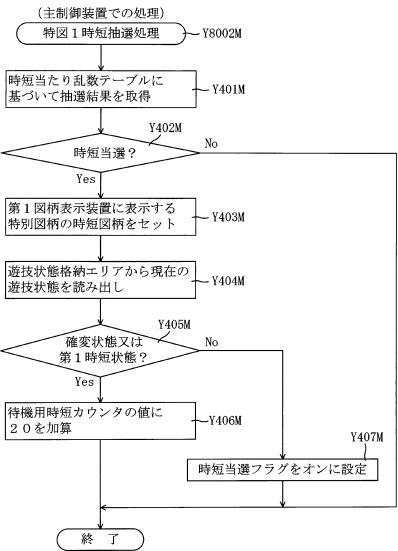 (主制御装置での処理)
特図１時短抽選処理
Y8002M
時短当たり乱数テーブルに
基づいて抽選結果を取得
Y401M
Y402M
時短当選？
No
Yes
第１図柄表示装置に表示する
特別図柄の時短図柄をセット
Y403M
遊技状態格納エリアから現在の
遊技状態を読み出し
Y404M
Y405M
確変状態又は
第１時短状態？
No
Yes
待機用時短カウンタの値に
２０を加算
Y406M
Y407M
時短当選フラグをオンに設定
終 了